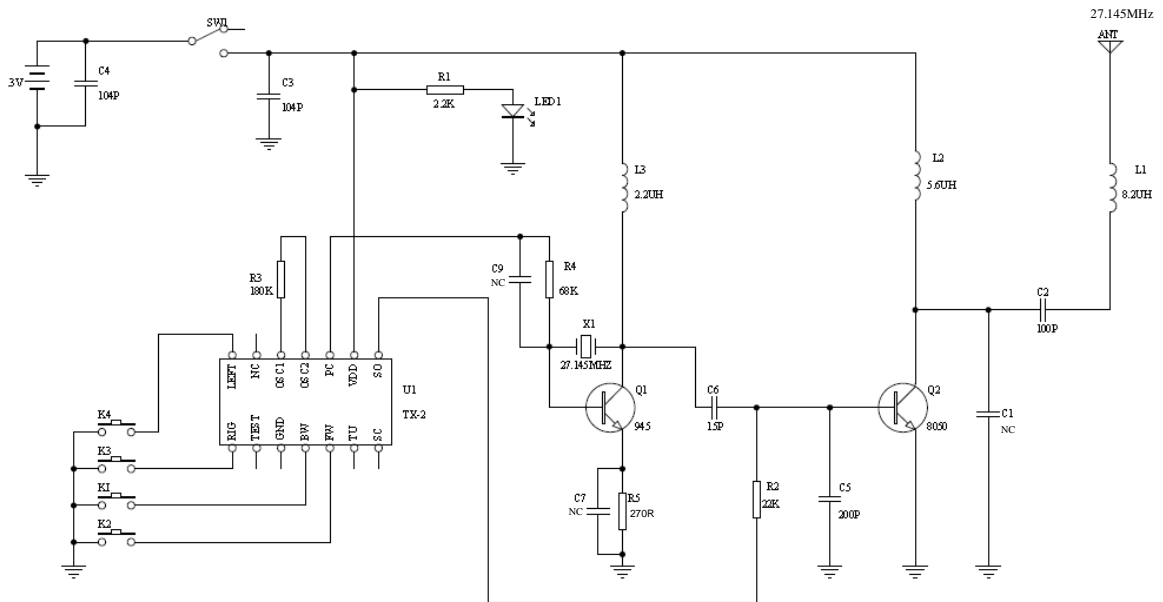 27.145MHz
ANT
SW1
C4
104P
3V
C3
104P
R1
2.2K
LED1
L3
2.2UH
L2
5.6UH
L1
8.2UH
C9
NC
R4
68K
R3
180K
X1
27.145MHZ
C2
100P
LEFT
NC
OSC1
OSC2
PC
VDD
SO
U1
TX-2
RIG
TEST
GND
BW
FW
TU
SC
K4
K3
K1
K2
Q1
945
C6
15P
Q2
8050
C1
NC
C7
NC
R5
270R
R2
22K
C5
200P